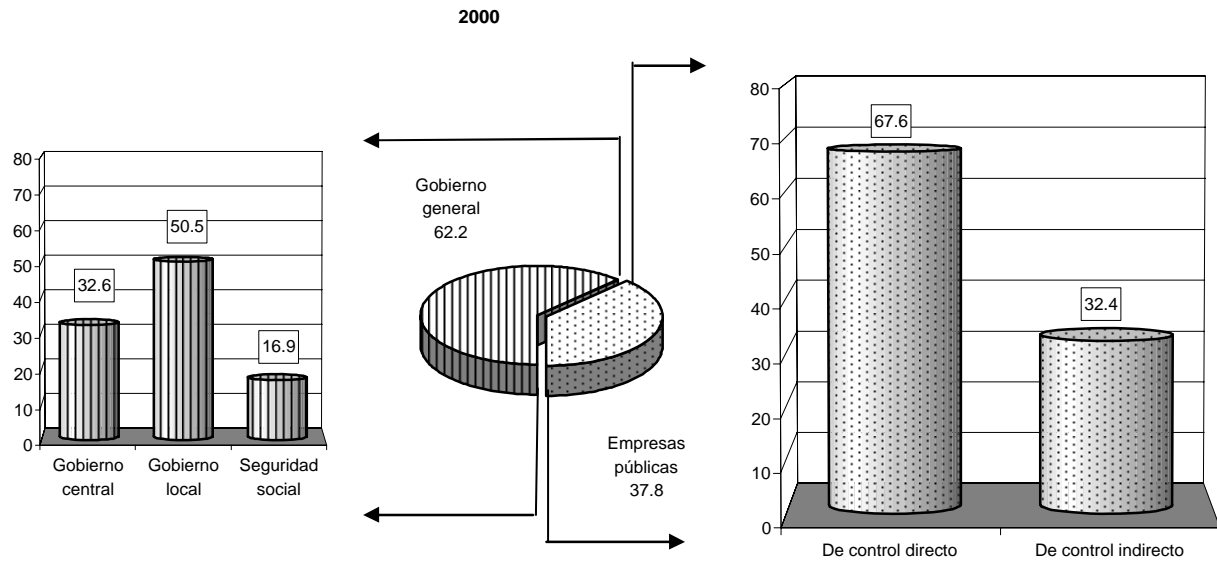 2000
80
70
60
50
40
30
20
10
0
32.6
50.5
16.9
Gobierno
central
Gobierno
local
Seguridad
social
Gobierno
general
62.2
Empresas
públicas
37.8
80
70
60
50
40
30
20
10
0
67.6
32.4
De control directo
De control indirecto